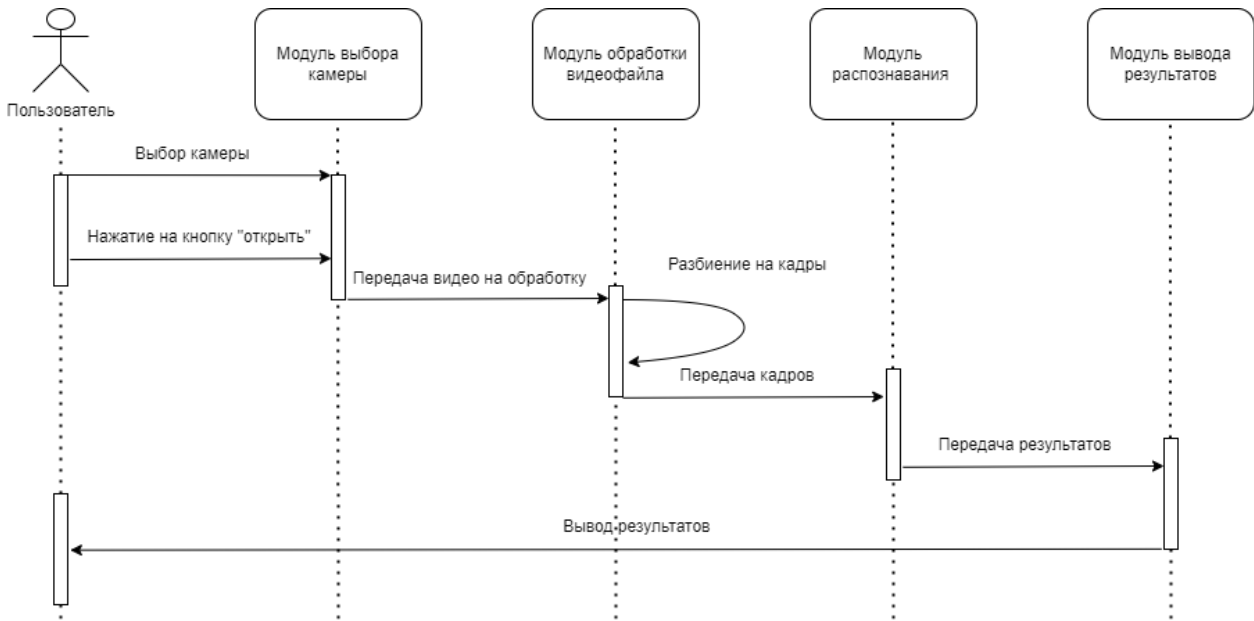 Пользователь
Модуль выбора
камеры
Модуль обработки
видеофайла
Модуль
распознавания
Модуль вывода
результатов
Выбор камеры
Нажатие на кнопку "открыть"
Передача видео на обработку
Разбиение на кадры
Передача кадров
Передача результатов
Вывод результатов